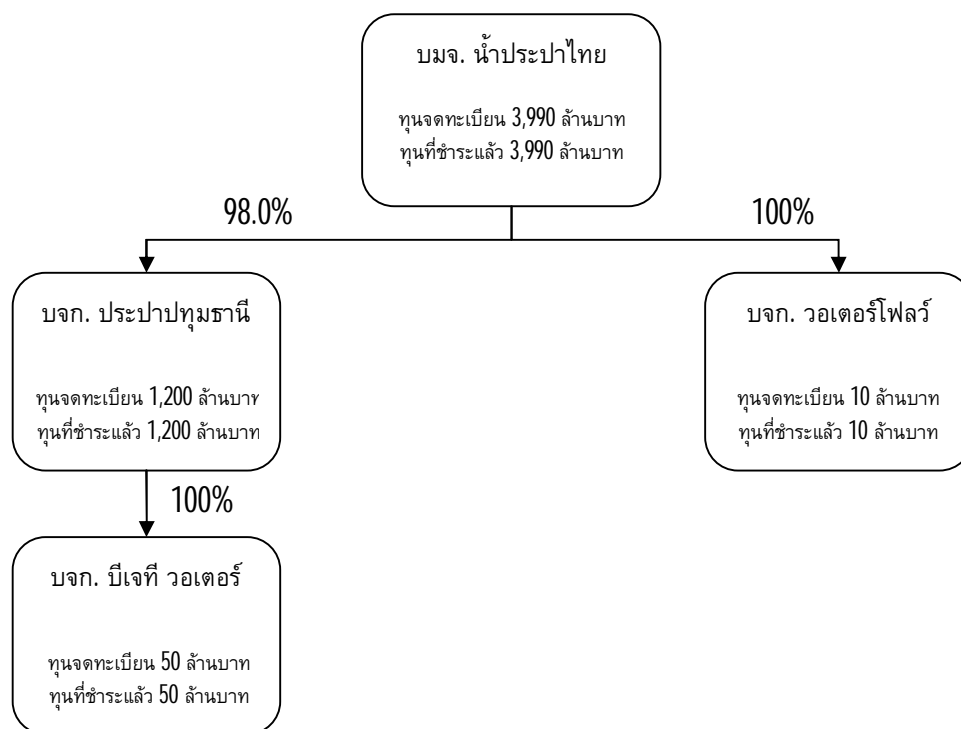 บมจ. น้ำประปาไทย
ทุนจดทะเบียน 3,990 ล้านบาท
ทุนที่ชำระแล้ว 3,990 ล้านบาท
98.0%
100%
บจก. ประปาปทุมธานี
ทุนจดทะเบียน 1,200 ล้านบาท
ทุนที่ชำระแล้ว 1,200 ล้านบาท
บจก. วอเตอร์โฟลว์
ทุนจดทะเบียน 10 ล้านบาท
ทุนที่ชำระแล้ว 10 ล้านบาท
100%
บจก. บีเจที วอเตอร์
ทุนจดทะเบียน 50 ล้านบาท
ทุนที่ชำระแล้ว 50 ล้านบาท